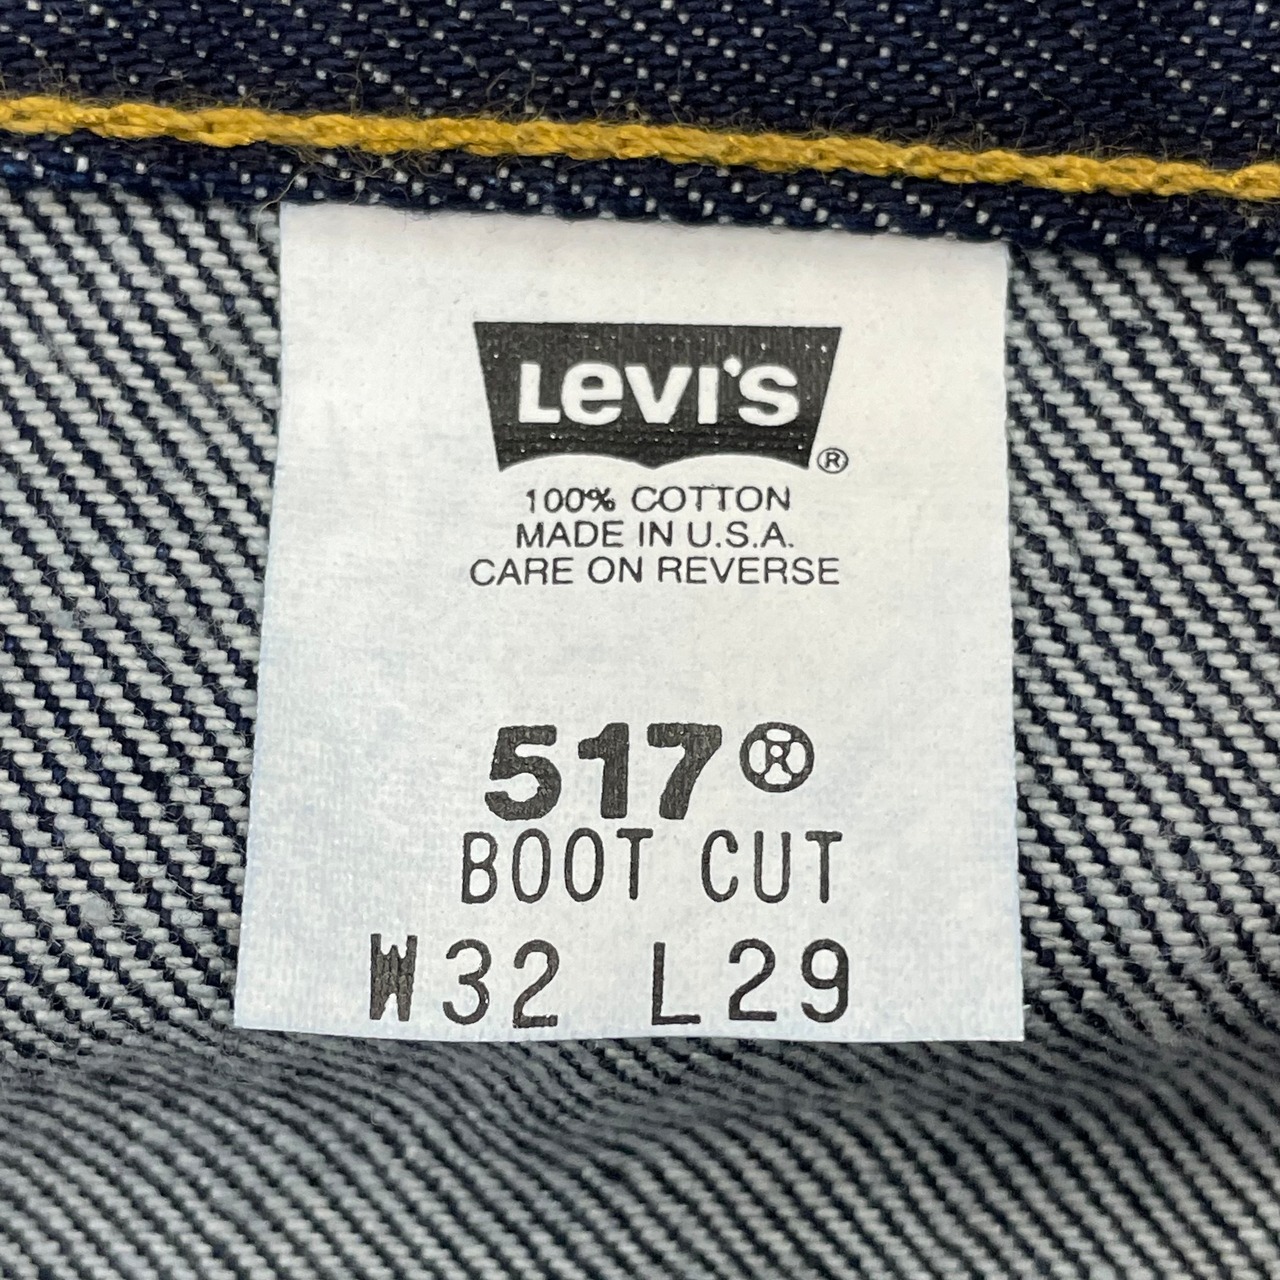 Levi's ®
100% COTTON
MADE IN U.S.A.
CARE ON REVERSE
517®
BOOT CUT
W32 L29